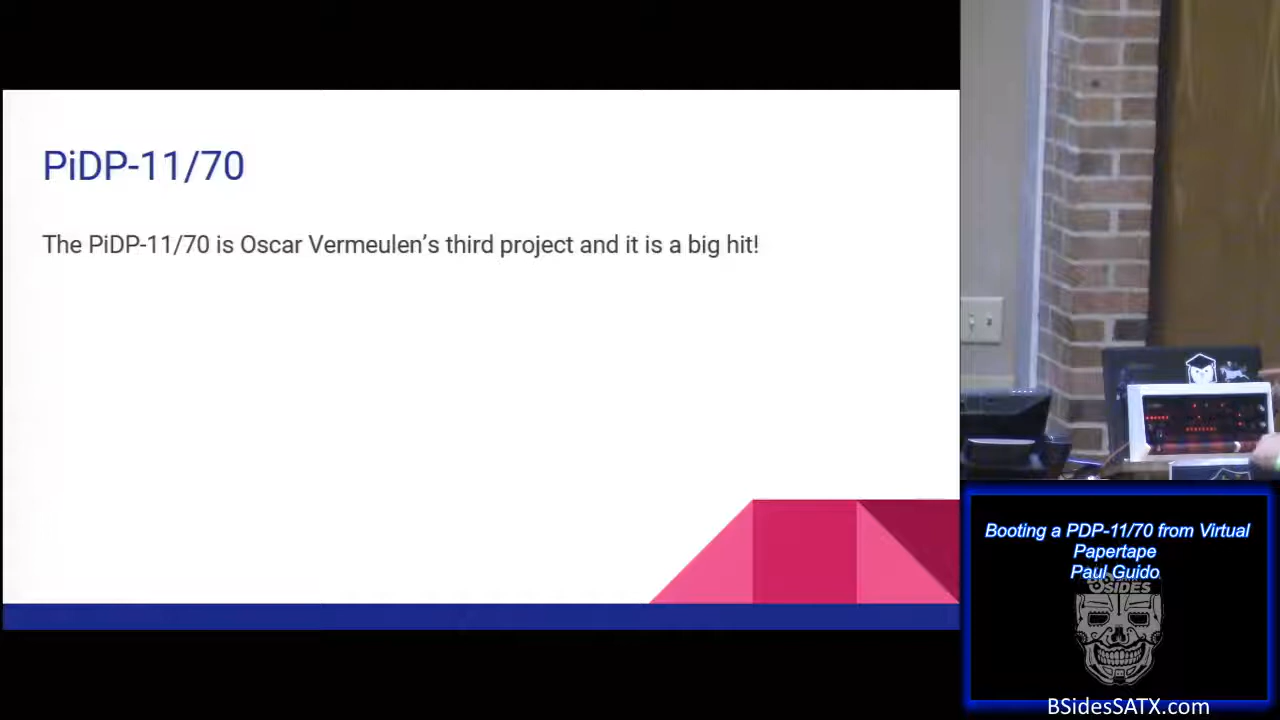 PiDP-11/70
The PiDP-11/70 is Oscar Vermeulen’s third project and it is a big hit!
Booting a PDP-11/70 from Virtual
Papertape
Paul Guido
BSIDES
BSidesSATX.com